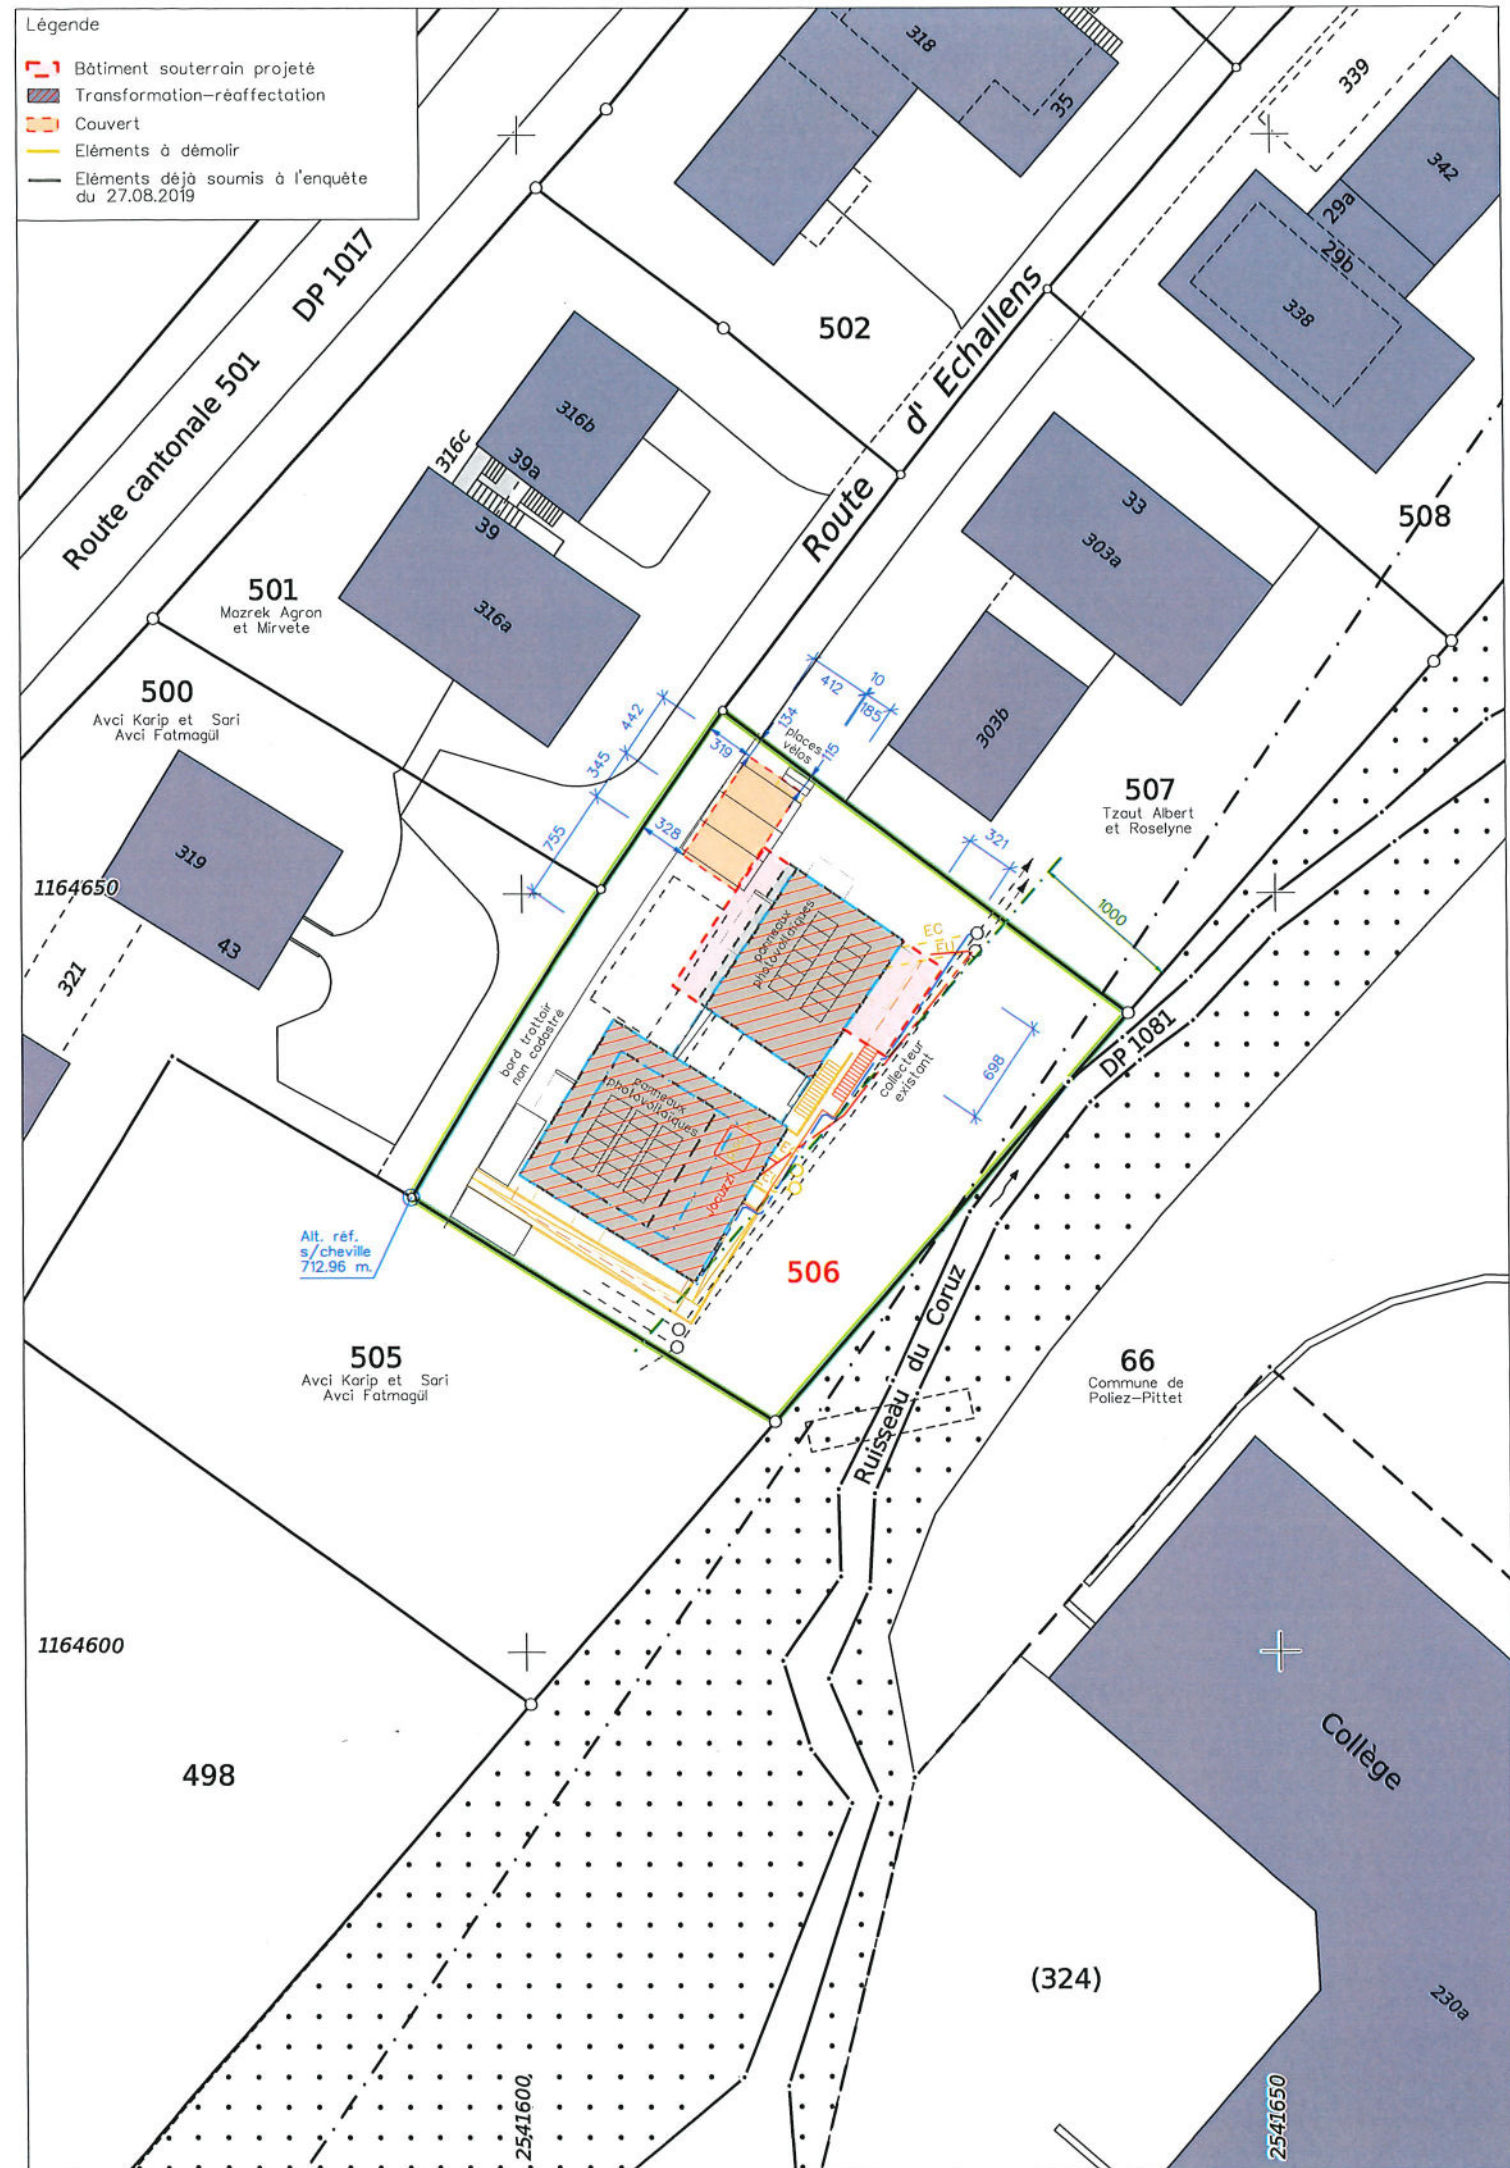 Légende
Bâtiment souterrain projeté
Transformation-réaffectation
Couvert
Eléments à démolir
Eléments déjà soumis à l'enquête
du 27.08.2019
318
35
339
342
29a
29b
338
DP 1017
Route cantonale 501
502
Route d' Echallens
316b
316c
39a
39
316a
33
303a
303b
508
501
Mazrek Agron
et Mirvete
500
Avci Karip et Sari
Avci Fatmagül
412
10
185
442
134
places
vélos
319
115
345
328
755
507
Tzaut Albert
et Roselyne
321
319
1164650
43
321
1000
panneaux
photovoltaïques
EC
EU
bord trottoir
non cadastré
collecteur
existant
698
DP 1081
panneaux
photovoltaïques
Jacuzzi
Alt. réf.
s/cheville
712.96 m.
506
Ruisseau du Coruz
505
Avci Karip et Sari
Avci Fatmagül
66
Commune de
Poliez-Pittet
1164600
498
Collège
(324)
230a
2541600
2541650